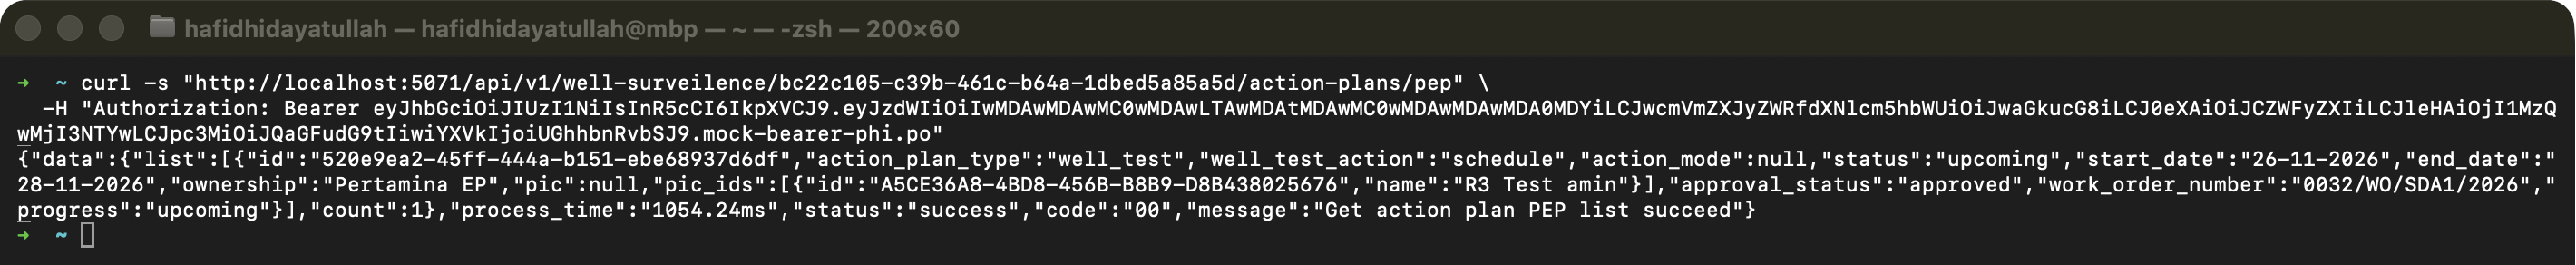 hafidhidayatullah — hafidhidayatullah@mbp — ~ — -zsh — 200×60
➜  ~ curl -s "http://localhost:5071/api/v1/well-surveilence/bc22c105-c39b-461c-b64a-1dbed5a85a5d/action-plans/pep" \
  -H "Authorization: Bearer eyJhbGciOiJIUzI1NiIsInR5cCI6IkpXVCJ9.eyJzdWIiOiIwMDAwMDAwMC0wMDAwLTAwMDAtMDAwMC0wMDAwMDAwMDA0MDYiLCJwcmVmZXJyZWRfdXNlcm5hbWUiOiJwaGkucG8iLCJ0eXAiOiJCZWFyZXIiLCJleHAiOjI1MzQ
wMjI3NTYwLCJpc3MiOiJQaGFudG9tIiwiYXVkIjoiUGhhbnRvbSJ9.mock-bearer-phi.po"
{"data":{"list":[{"id":"520e9ea2-45ff-444a-b151-ebe68937d6df","action_plan_type":"well_test","well_test_action":"schedule","action_mode":null,"status":"upcoming","start_date":"26-11-2026","end_date":"
28-11-2026","ownership":"Pertamina EP","pic":null,"pic_ids":[{"id":"A5CE36A8-4BD8-456B-B8B9-D8B438025676","name":"R3 Test amin"}],"approval_status":"approved","work_order_number":"0032/WO/SDA1/2026","
progress":"upcoming"}],"count":1},"process_time":"1054.24ms","status":"success","code":"00","message":"Get action plan PEP list succeed"}
➜  ~